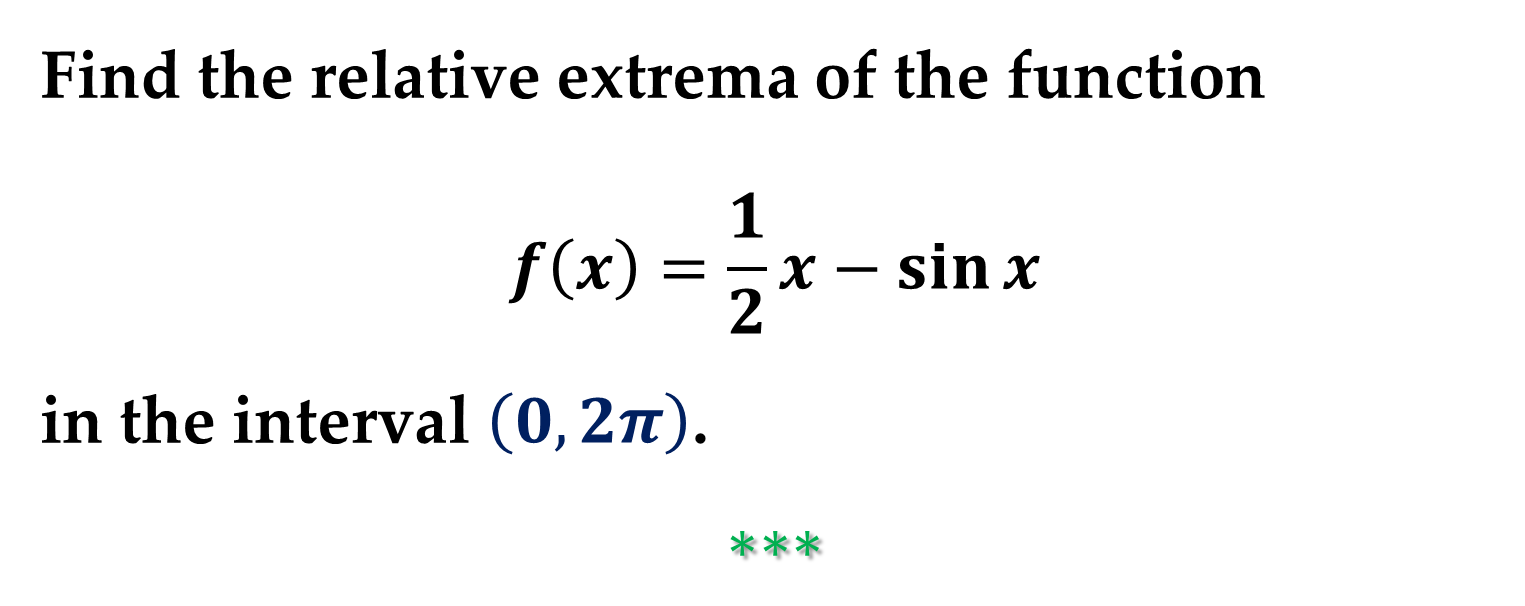 Find the relative extrema of the function
f(x) = 1/2 x − sin x
in the interval (0, 2π).
***